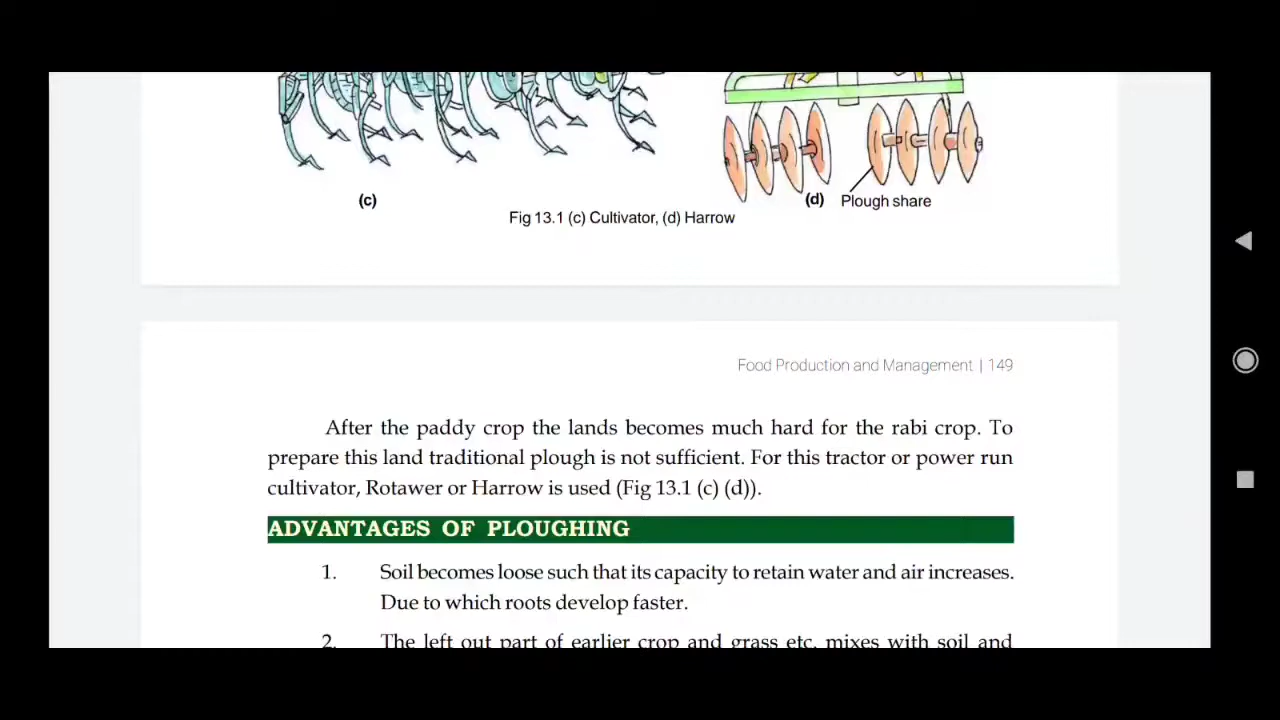 (c)
(d) Plough share
Fig 13.1 (c) Cultivator, (d) Harrow
Food Production and Management | 149
After the paddy crop the lands becomes much hard for the rabi crop. To
prepare this land traditional plough is not sufficient. For this tractor or power run
cultivator, Rotawer or Harrow is used (Fig 13.1 (c) (d)).
ADVANTAGES OF PLOUGHING
1. Soil becomes loose such that its capacity to retain water and air increases.
Due to which roots develop faster.
2. The left out part of earlier crop and grass etc. mixes with soil and